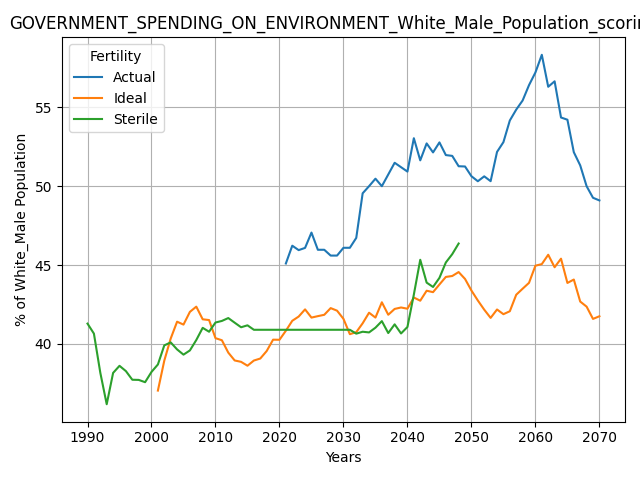 GOVERNMENT_SPENDING_ON_ENVIRONMENT_White_Male_Population_scorin
Fertility
Actual
Ideal
Sterile
% of White_Male Population
55
50
45
40
1990 2000 2010 2020 2030 2040 2050 2060 2070
Years